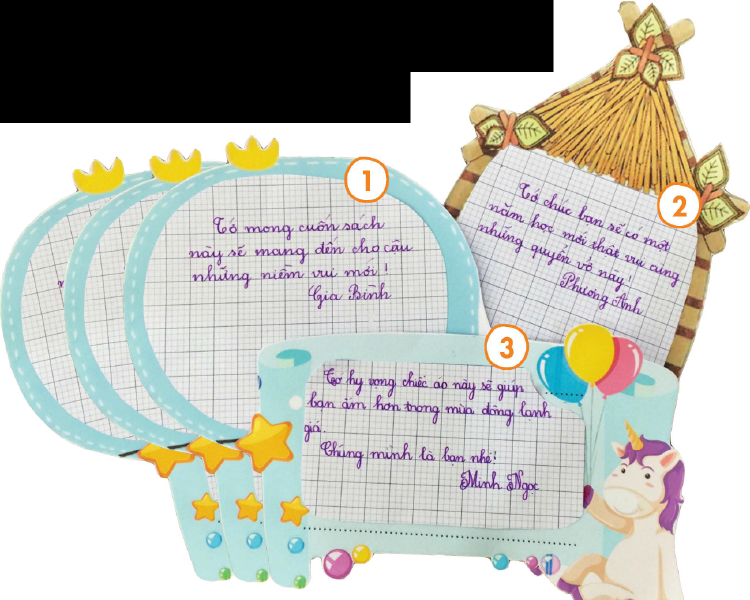 1
Tớ mong cuốn sách
này sẽ mang đến cho cậu
những niềm vui mới !
Gia Bình
2
Tớ chúc bạn sẽ có một
năm học mới thật vui cùng
những quyển vở này!
Phương Anh
3
Tớ hy vọng chiếc áo này sẽ giúp
bạn ấm hơn trong mùa đông lạnh
giá.
Chúng mình là bạn nhé!
Minh Ngọc